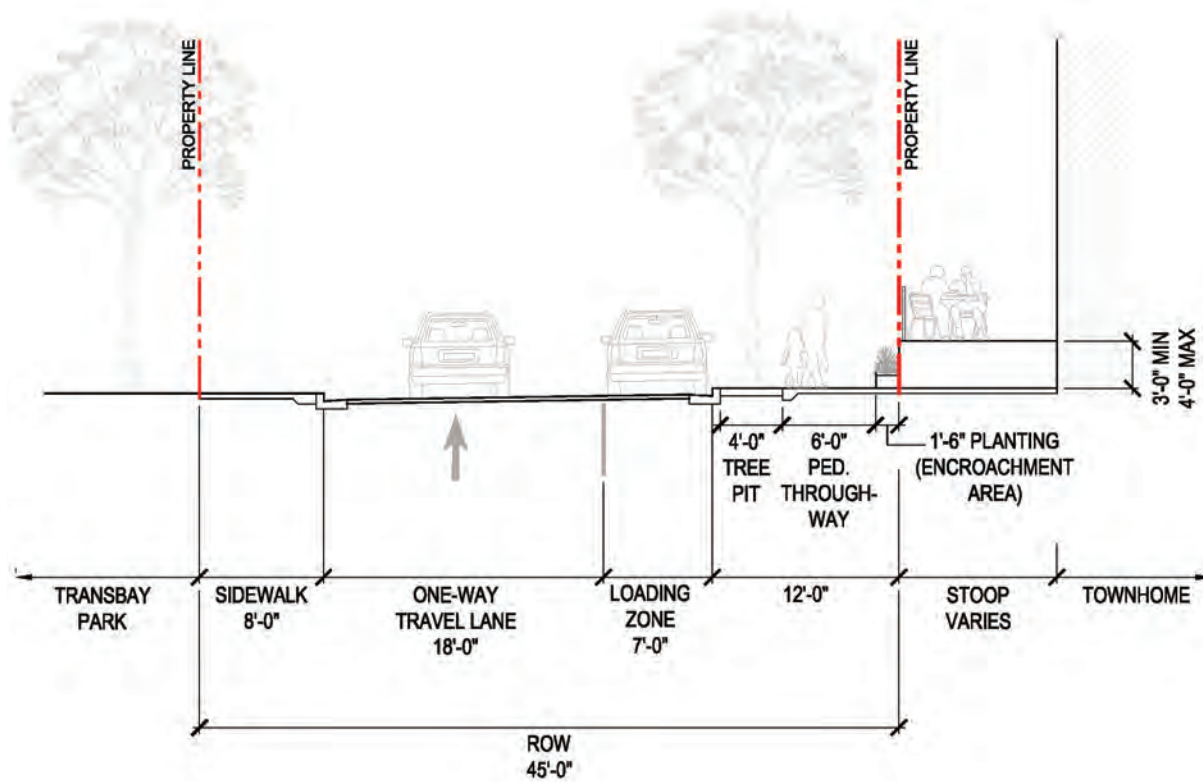 PROPERTY LINE
PROPERTY LINE
3'-0" MIN
4'-0" MAX
4'-0"
TREE
PIT
6'-0"
PED.
THROUGH-
WAY
1'-6" PLANTING
(ENCROACHMENT
AREA)
TRANSBAY
PARK
SIDEWALK
8'-0"
ONE-WAY
TRAVEL LANE
18'-0"
LOADING
ZONE
7'-0"
12'-0"
STOOP
VARIES
TOWNHOME
ROW
45'-0"